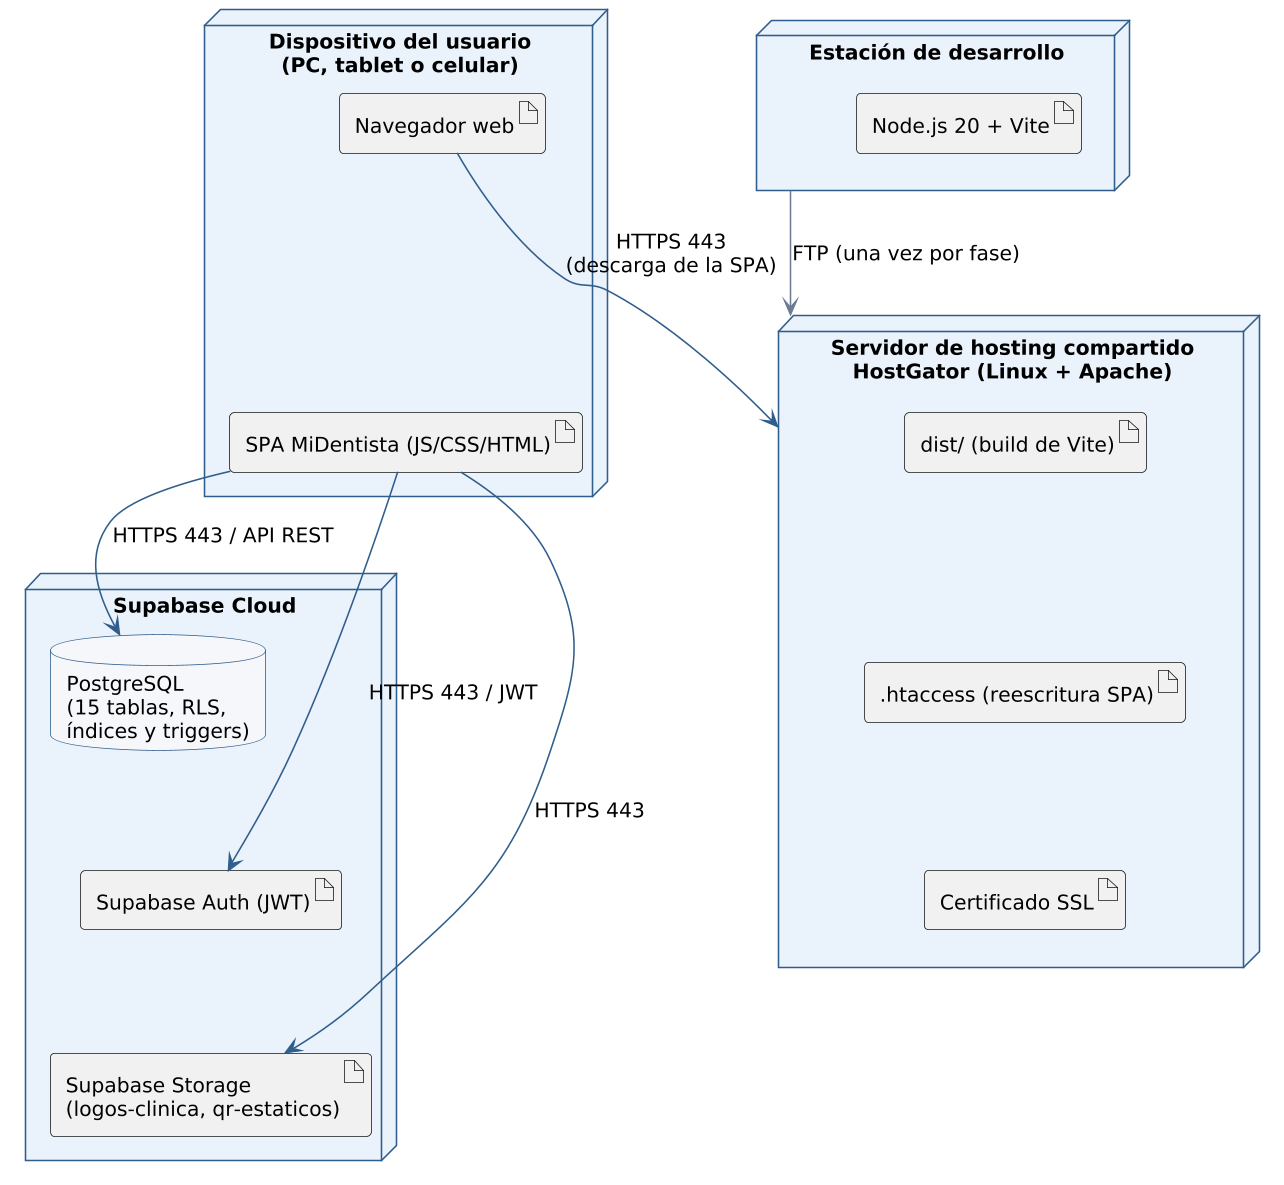 Dispositivo del usuario
(PC, tablet o celular)
Navegador web
Estación de desarrollo
Node.js 20 + Vite
HTTPS 443
(descarga de la SPA)
FTP (una vez por fase)
Servidor de hosting compartido
HostGator (Linux + Apache)
SPA MiDentista (JS/CSS/HTML)
dist/ (build de Vite)
HTTPS 443 / API REST
Supabase Cloud
PostgreSQL
(15 tablas, RLS,
índices y triggers)
HTTPS 443 / JWT
.htaccess (reescritura SPA)
HTTPS 443
Supabase Auth (JWT)
Certificado SSL
Supabase Storage
(logos-clinica, qr-estaticos)